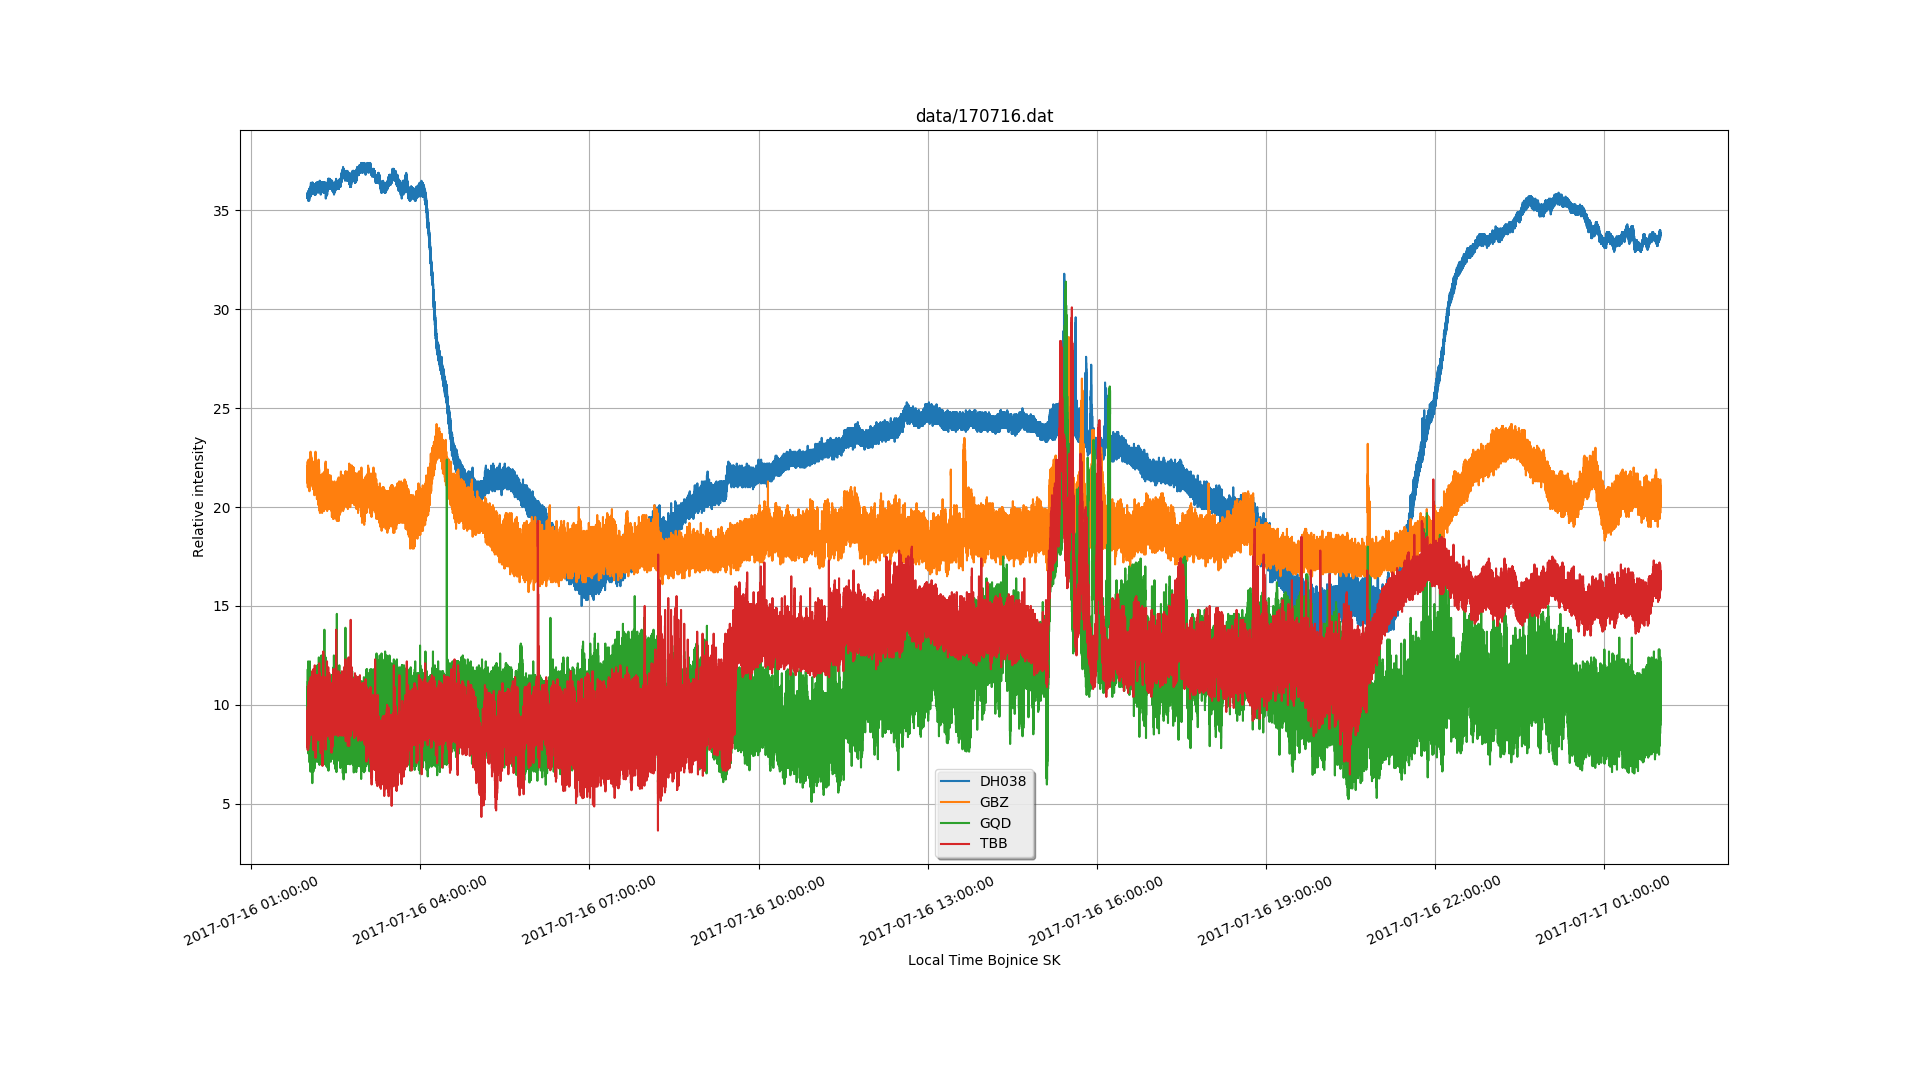 data/170716.dat
Relative intensity
35
30
25
20
15
10
5
DH038
GBZ
GQD
TBB
2017-07-16 01:00:00
2017-07-16 04:00:00
2017-07-16 07:00:00
2017-07-16 10:00:00
2017-07-16 13:00:00
2017-07-16 16:00:00
2017-07-16 19:00:00
2017-07-16 22:00:00
2017-07-17 01:00:00
Local Time Bojnice SK